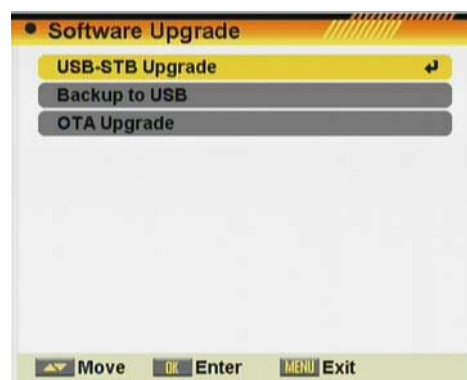 Software Upgrade
USB-STB Upgrade
Backup to USB
OTA Upgrade
Move OK Enter MENU Exit